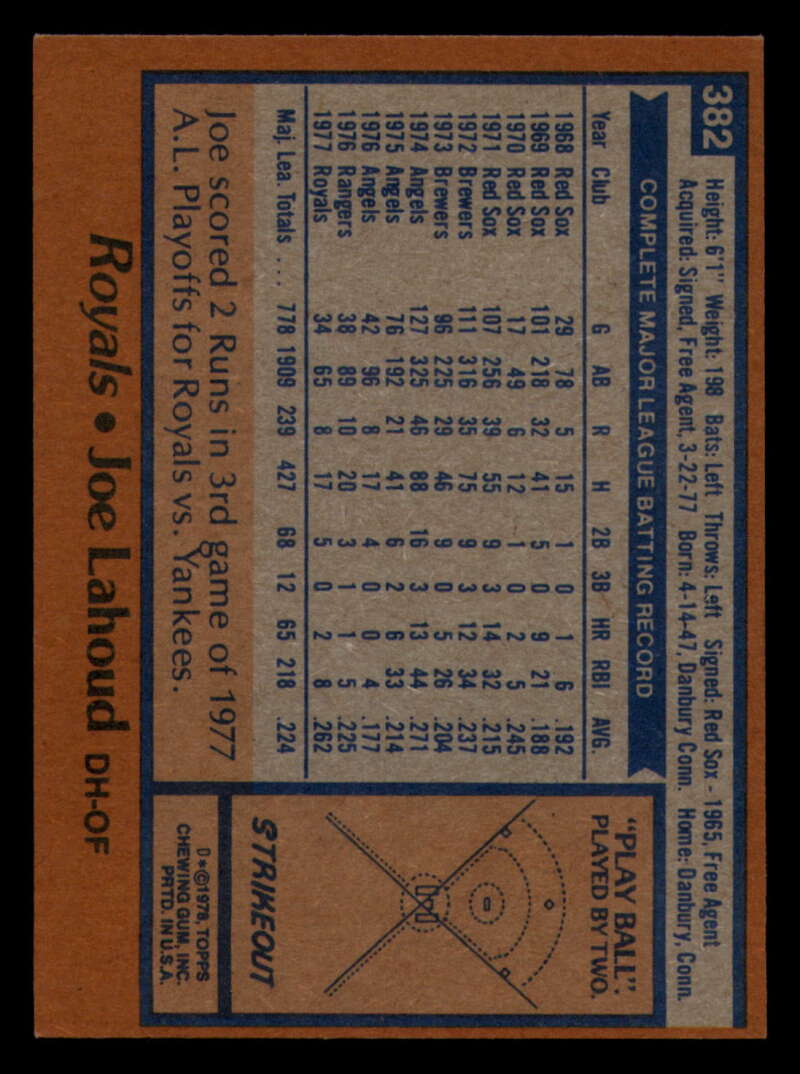 382
Height: 6'1" Weight: 198 Bats: Left Throws: Left Signed: Red Sox - 1965, Free Agent
Acquired: Signed, Free Agent, 3-22-77 Born: 4-14-47, Danbury Conn. Home: Danbury, Conn.
COMPLETE MAJOR LEAGUE BATTING RECORD
Year Club G AB R H 2B 3B HR RBI AVG.
1968 Red Sox 29 78 5 15 1 0 1 6 .192
1969 Red Sox 101 218 32 41 5 0 9 21 .188
1970 Red Sox 17 49 6 12 1 0 2 5 .245
1971 Red Sox 107 256 39 55 9 3 14 32 .215
1972 Brewers 111 316 35 75 9 3 12 34 .237
1973 Brewers 96 225 29 46 9 0 5 26 .204
1974 Angels 127 325 46 88 16 3 13 44 .271
1975 Angels 76 192 21 41 6 2 6 33 .214
1976 Angels 42 96 8 17 4 0 0 4 .177
1976 Rangers 38 89 10 20 3 1 1 5 .225
1977 Royals 34 65 8 17 5 0 2 8 .262
Maj. Lea. Totals ... 778 1909 239 427 68 12 65 218 .224
Joe scored 2 Runs in 3rd game of 1977
A.L. Playoffs for Royals vs. Yankees.
"PLAY BALL".
PLAYED BY TWO.
STRIKEOUT
D*©1978, TOPPS
CHEWING GUM, INC.
PRTD. IN U.S.A.
Royals • Joe Lahoud DH-OF